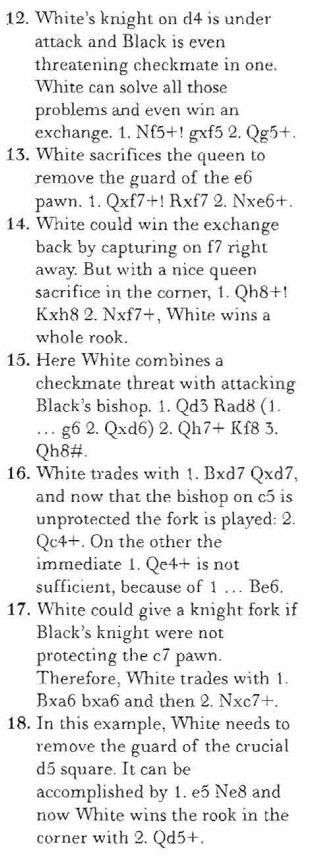 12. White's knight on d4 is under
attack and Black is even
threatening checkmate in one.
White can solve all those
problems and even win an
exchange. 1. Nf5+! gxf5 2. Qg5+.
13. White sacrifices the queen to
remove the guard of the e6
pawn. 1. Qxf7+! Rxf7 2. Nxe6+.
14. White could win the exchange
back by capturing on f7 right
away. But with a nice queen
sacrifice in the corner, 1. Qh8+!
Kxh8 2. Nxf7+, White wins a
whole rook.
15. Here White combines a
checkmate threat with attacking
Black's bishop. 1. Qd3 Rad8 (1.
... g6 2. Qxd6) 2. Qh7+ Kf8 3.
Qh8#.
16. White trades with 1. Bxd7 Qxd7,
and now that the bishop on c5 is
unprotected the fork is played: 2.
Qc4+. On the other the
immediate 1. Qe4+ is not
sufficient, because of 1 ... Be6.
17. White could give a knight fork if
Black's knight were not
protecting the c7 pawn.
Therefore, White trades with 1.
Bxa6 bxa6 and then 2. Nxc7+.
18. In this example, White needs to
remove the guard of the crucial
d5 square. It can be
accomplished by 1. e5 Ne8 and
now White wins the rook in the
corner with 2. Qd5+.